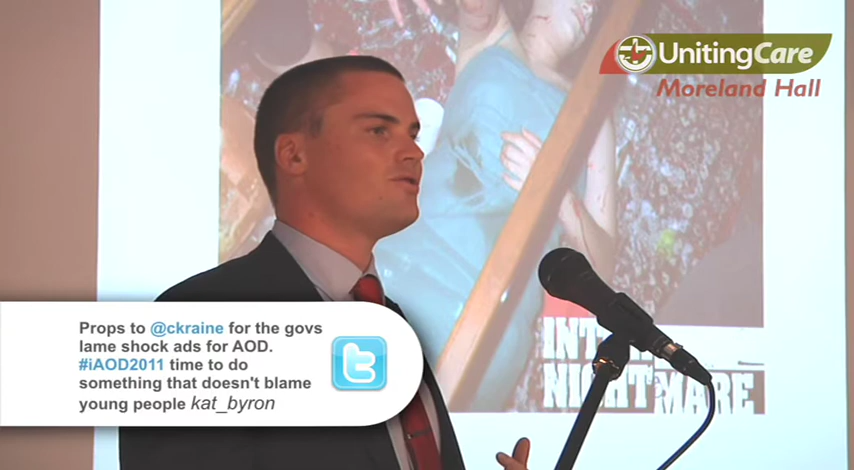 UnitingCare
Moreland Hall
Props to @ckraine for the govs
lame shock ads for AOD.
#iAOD2011 time to do
something that doesn't blame
young people kat_byron
NIGHTMARE